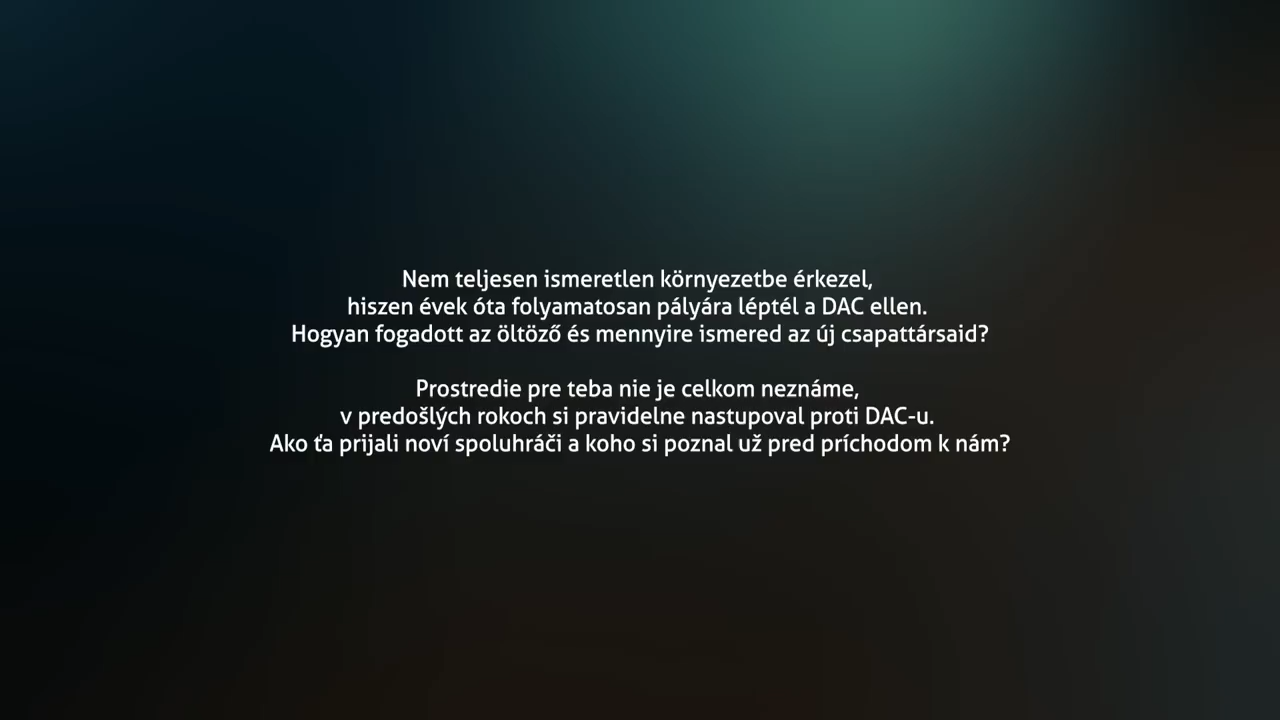 Nem teljesen ismeretlen környezetbe érkezel,
hiszen évek óta folyamatosan pályára léptél a DAC ellen.
Hogyan fogadott az öltöző és mennyire ismered az új csapattársaid?
Prostredie pre teba nie je celkom neznáme,
v predošlých rokoch si pravidelne nastupoval proti DAC-u.
Ako ťa prijali noví spoluhráči a koho si poznal už pred príchodom k nám?